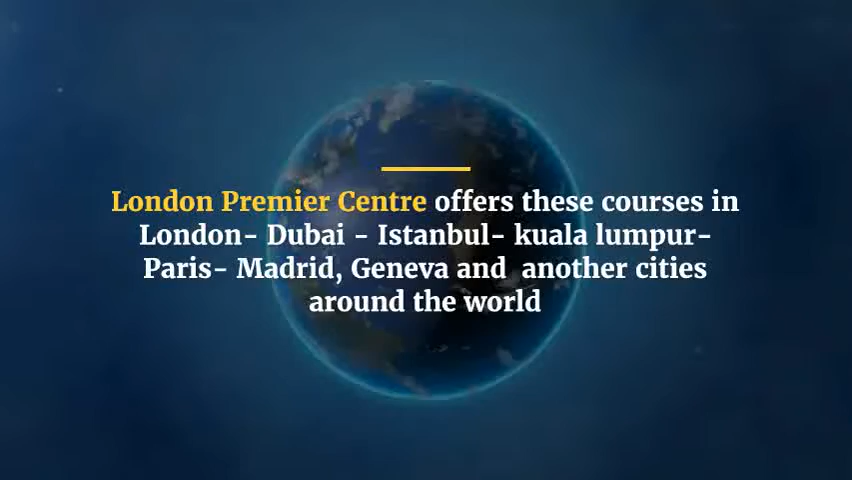 London Premier Centre offers these courses in
London- Dubai - Istanbul- kuala lumpur-
Paris- Madrid, Geneva and  another cities
around the world